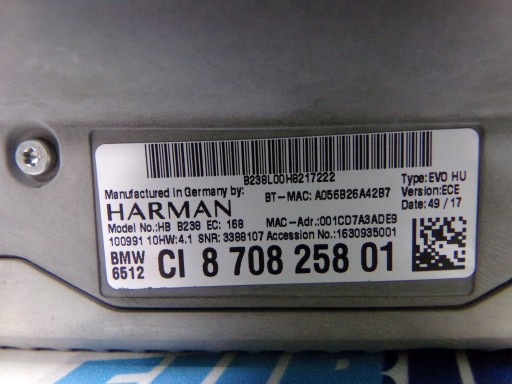 B238L00HB217222
Manufactured in Germany by: BT-MAC: A056B26A42B7 Type:EVO HU
HARMAN Version:ECE
Model No.:HB B238 EC: 168 MAC-Adr.:001CD7A3ADE9 Date: 49 / 17
100991 10HW:4.1 SNR: 3388107 Accession No.:1630935001
BMW 6512 CI 8 708 258 01